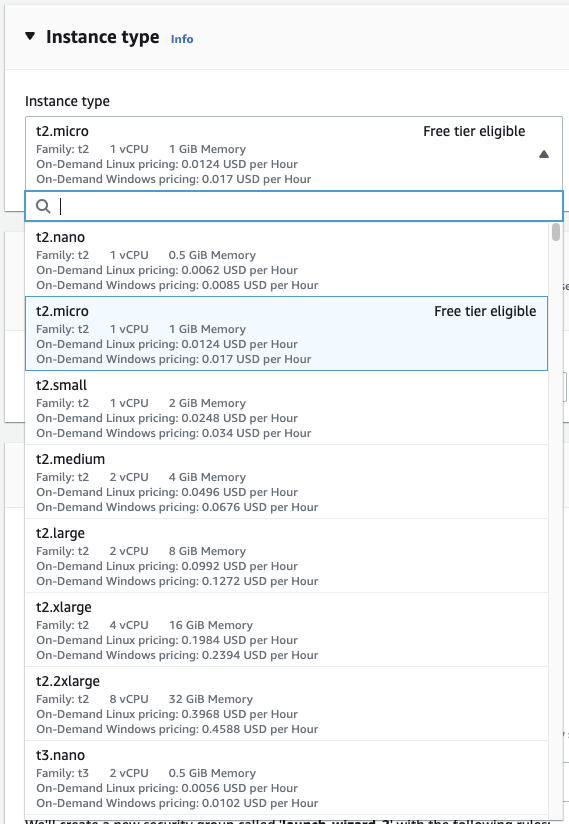 ▼ Instance type Info
Instance type
t2.micro Free tier eligible
Family: t2 1 vCPU 1 GiB Memory
On-Demand Linux pricing: 0.0124 USD per Hour
On-Demand Windows pricing: 0.017 USD per Hour
t2.nano
Family: t2 1 vCPU 0.5 GiB Memory
On-Demand Linux pricing: 0.0062 USD per Hour
On-Demand Windows pricing: 0.0085 USD per Hour
t2.micro Free tier eligible
Family: t2 1 vCPU 1 GiB Memory
On-Demand Linux pricing: 0.0124 USD per Hour
On-Demand Windows pricing: 0.017 USD per Hour
t2.small
Family: t2 1 vCPU 2 GiB Memory
On-Demand Linux pricing: 0.0248 USD per Hour
On-Demand Windows pricing: 0.034 USD per Hour
t2.medium
Family: t2 2 vCPU 4 GiB Memory
On-Demand Linux pricing: 0.0496 USD per Hour
On-Demand Windows pricing: 0.0676 USD per Hour
t2.large
Family: t2 2 vCPU 8 GiB Memory
On-Demand Linux pricing: 0.0992 USD per Hour
On-Demand Windows pricing: 0.1272 USD per Hour
t2.xlarge
Family: t2 4 vCPU 16 GiB Memory
On-Demand Linux pricing: 0.1984 USD per Hour
On-Demand Windows pricing: 0.2394 USD per Hour
t2.2xlarge
Family: t2 8 vCPU 32 GiB Memory
On-Demand Linux pricing: 0.3968 USD per Hour
On-Demand Windows pricing: 0.4588 USD per Hour
t3.nano
Family: t3 2 vCPU 0.5 GiB Memory
On-Demand Linux pricing: 0.0056 USD per Hour
On-Demand Windows pricing: 0.0102 USD per Hour
We'll create a new security group called 'launch-wizard-3' with the following rules: